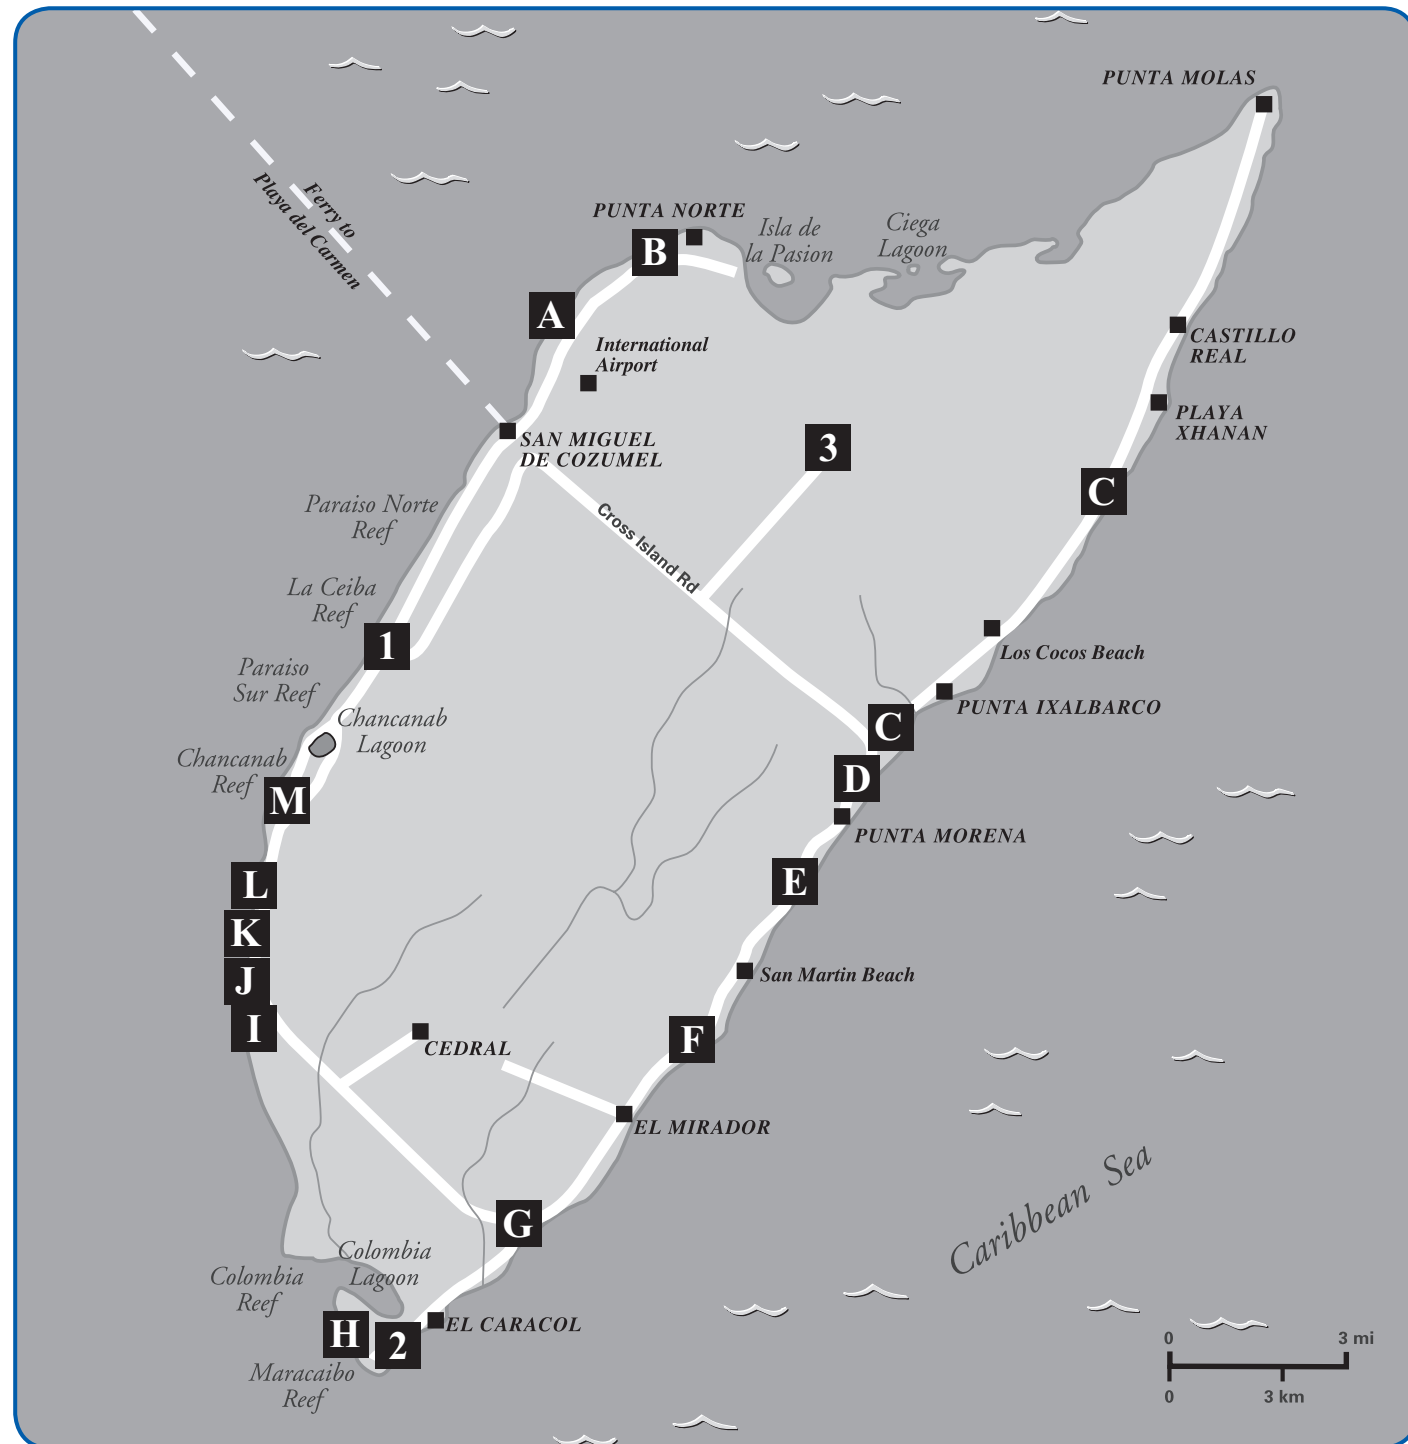 PUNTA MOLAS
Ferry to
Playa del Carmen
PUNTA NORTE
B
Isla de
la Pasion
Ciega
Lagoon
A
International
Airport
CASTILLO
REAL
PLAYA
XHANAN
SAN MIGUEL
DE COZUMEL
3
C
Paraiso Norte
Reef
Cross Island Rd
La Ceiba
Reef
1
Los Cocos Beach
Paraiso
Sur Reef
PUNTA IXALBARCO
Chancanab
Lagoon
C
Chancanab
Reef
D
M
PUNTA MORENA
L
E
K
J
San Martin Beach
I
F
CEDRAL
EL MIRADOR
Caribbean Sea
G
Colombia
Lagoon
Colombia
Reef
H
2
EL CARACOL
Maracaibo
Reef
0
3 mi
0
3 km